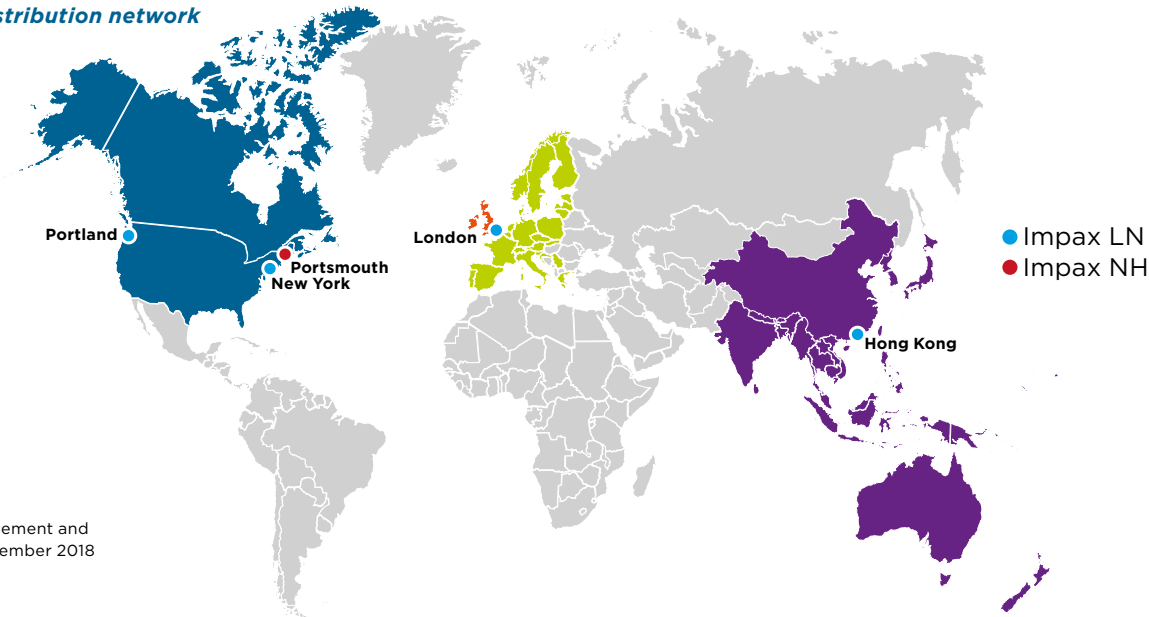 stribution network
Portland
Portsmouth
New York
London
Hong Kong
Impax LN
Impax NH
ement and
ember 2018